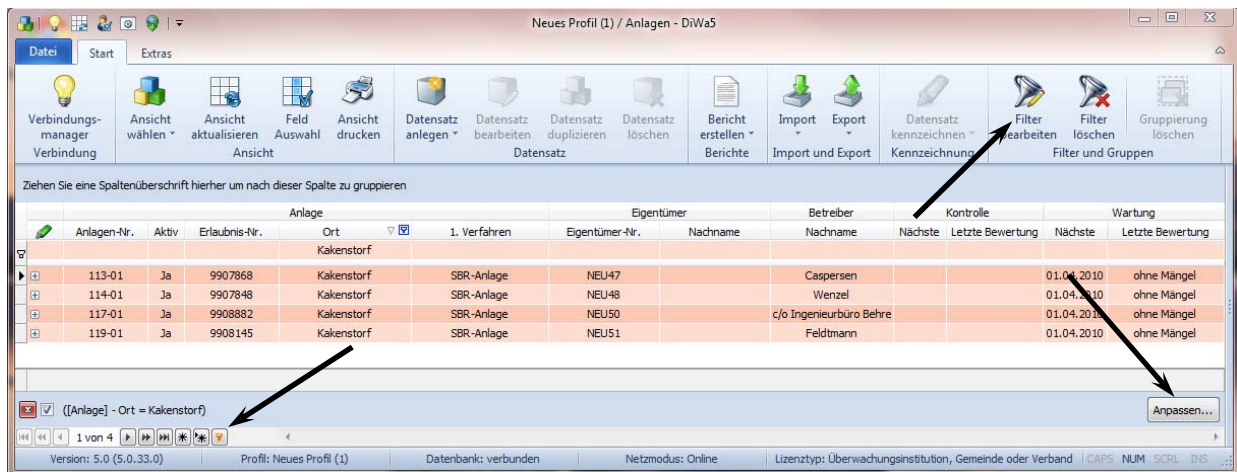 Neues Profil (1) / Anlagen - DiWa5
Datei Start Extras
Verbindungs-manager Ansicht wählen Ansicht aktualisieren Feld Auswahl Ansicht drucken Datensatz anlegen Datensatz bearbeiten Datensatz duplizieren Datensatz löschen Bericht erstellen Import Export Datensatz kennzeichnen Filter bearbeiten Filter löschen Gruppierung löschen
Verbindung Ansicht Datensatz Berichte Import und Export Kennzeichnung Filter und Gruppen
Ziehen Sie eine Spaltenüberschrift hierher um nach dieser Spalte zu gruppieren
Anlage Eigentümer Betreiber Kontrolle Wartung
Anlagen-Nr. Aktiv Erlaubnis-Nr. Ort 1. Verfahren Eigentümer-Nr. Nachname Nachname Nächste Letzte Bewertung Nächste Letzte Bewertung
Kakenstorf
113-01 Ja 9907868 Kakenstorf SBR-Anlage NEU47 Caspersen 01.04.2010 ohne Mängel
114-01 Ja 9907848 Kakenstorf SBR-Anlage NEU48 Wenzel 01.04.2010 ohne Mängel
117-01 Ja 9908882 Kakenstorf SBR-Anlage NEU50 c/o Ingenieurbüro Behre 01.04.2010 ohne Mängel
119-01 Ja 9908145 Kakenstorf SBR-Anlage NEU51 Feldtmann 01.04.2010 ohne Mängel
([Anlage] - Ort = Kakenstorf)
Anpassen...
1 von 4
Version: 5.0 (5.0.33.0) Profil: Neues Profil (1) Datenbank: verbunden Netzmodus: Online Lizenztyp: Überwachungsinstitution, Gemeinde oder Verband CAPS NUM SCRL INS